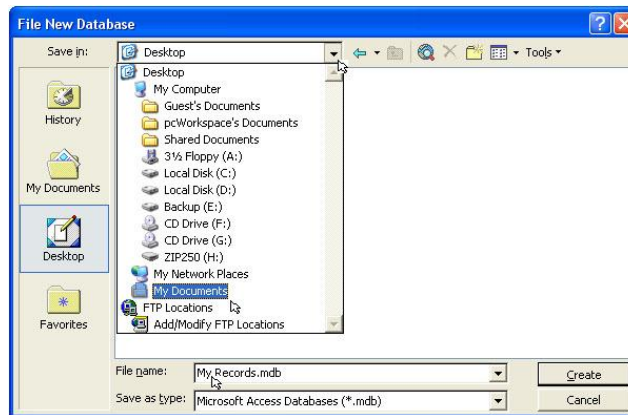 File New Database
Save in:
Desktop
Tools
Desktop
My Computer
Guest's Documents
pcWorkspace's Documents
Shared Documents
3½ Floppy (A:)
Local Disk (C:)
Local Disk (D:)
Backup (E:)
CD Drive (F:)
CD Drive (G:)
ZIP250 (H:)
My Network Places
My Documents
FTP Locations
Add/Modify FTP Locations
History
My Documents
Desktop
Favorites
File name:
My Records.mdb
Create
Save as type:
Microsoft Access Databases (*.mdb)
Cancel